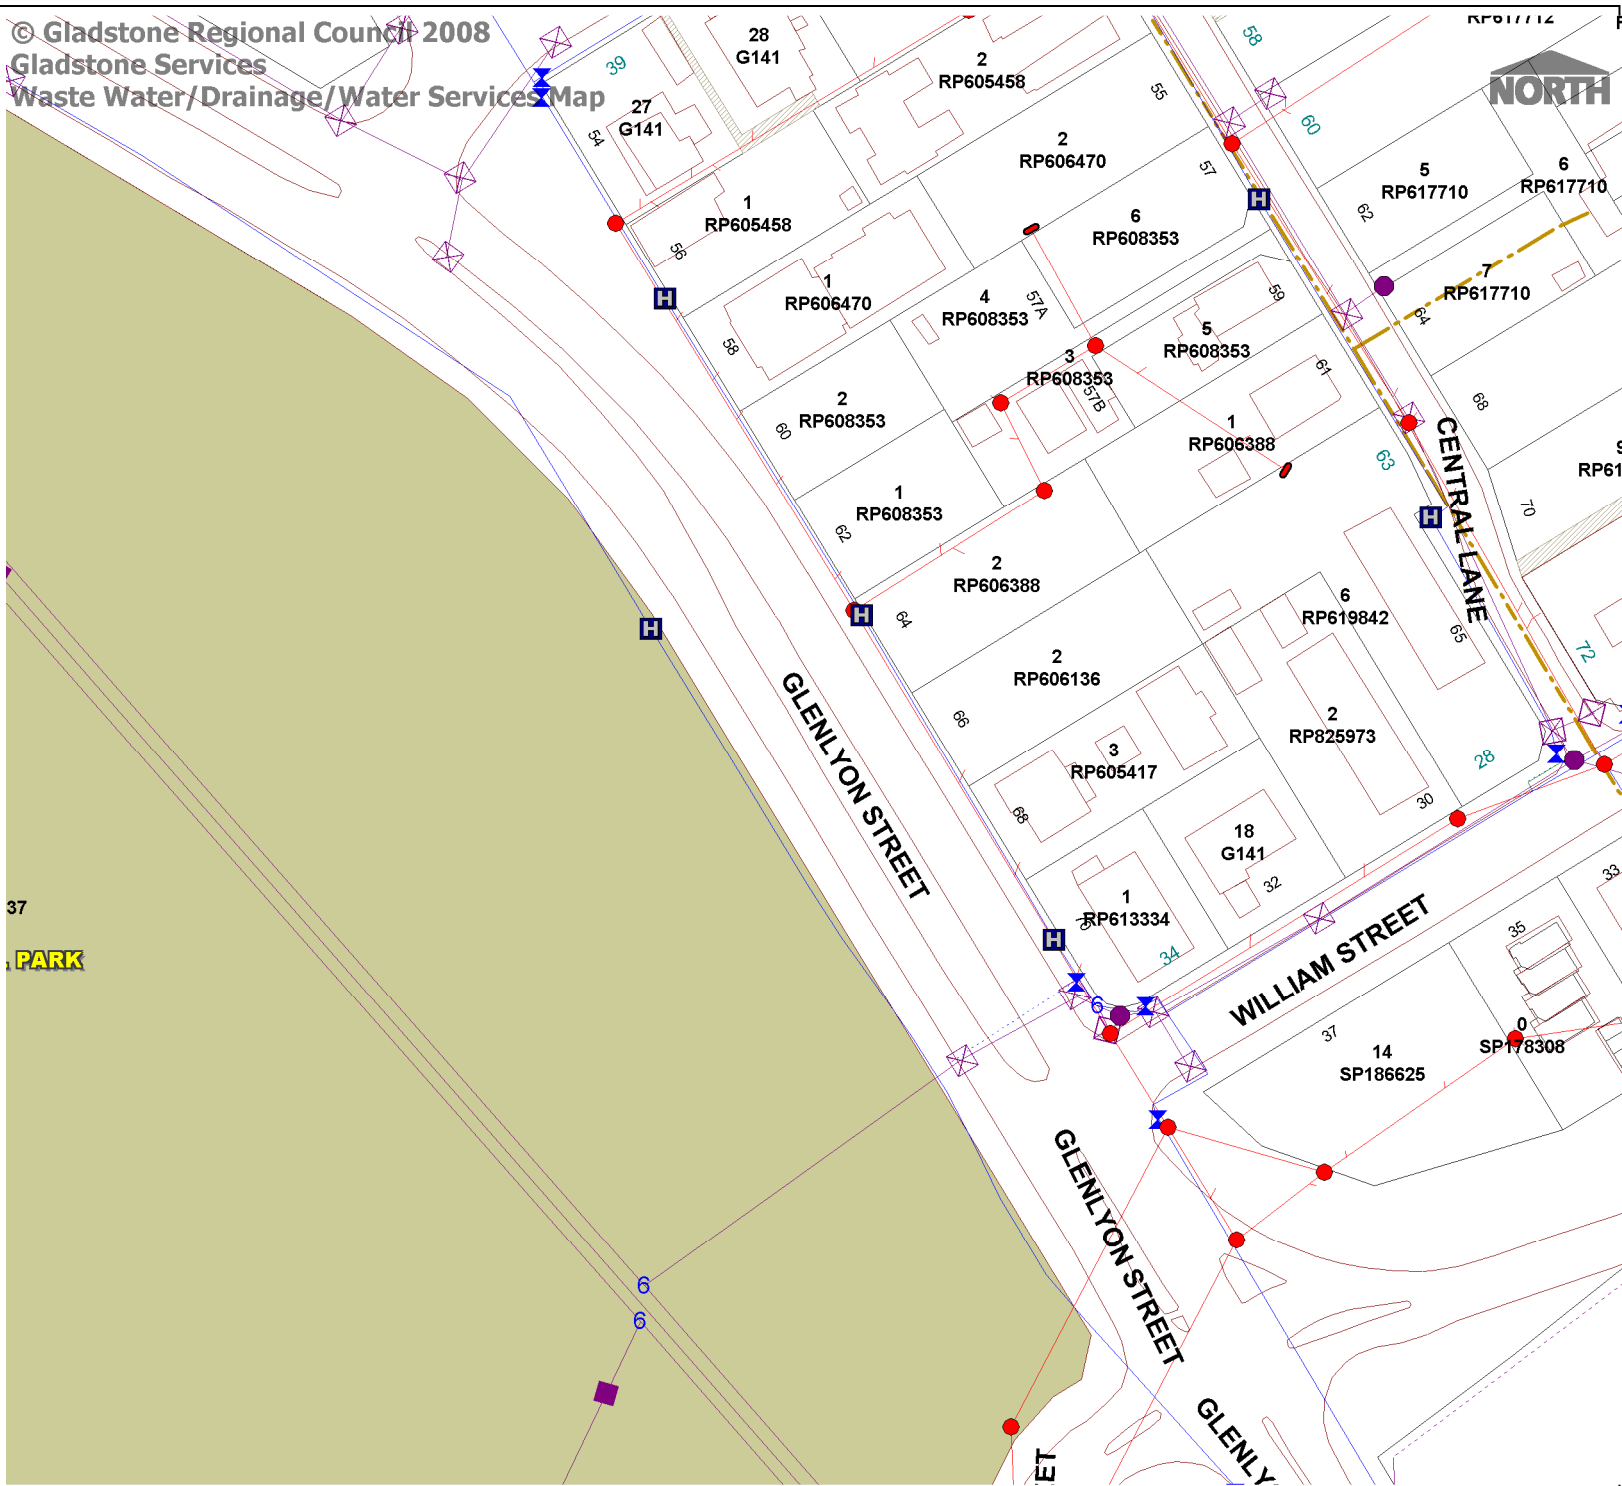 © Gladstone Regional Council 2008
Gladstone Services
Waste Water/Drainage/Water Services Map
NORTH
RP617712
28
G141
39
27
G141
54
2
RP605458
55
58
60
2
RP606470
57
5
RP617710
6
RP617710
62
1
RP605458
56
6
RP608353
7
RP617710
64
1
RP606470
58
4
RP608353
57A
59
5
RP608353
3
RP608353
57B
61
68
2
RP608353
60
1
RP606388
63
CENTRAL LANE
RP61
70
H
H
H
H
H
H
1
RP608353
62
2
RP606388
64
6
RP619842
65
72
2
RP606136
66
GLENLYON STREET
2
RP825973
28
30
3
RP605417
68
18
G141
32
33
1
RP613334
70
34
37
. PARK
WILLIAM STREET
35
37
0
SP178308
14
SP186625
6
GLENLYON STREET
6
6
GLENLY
ET